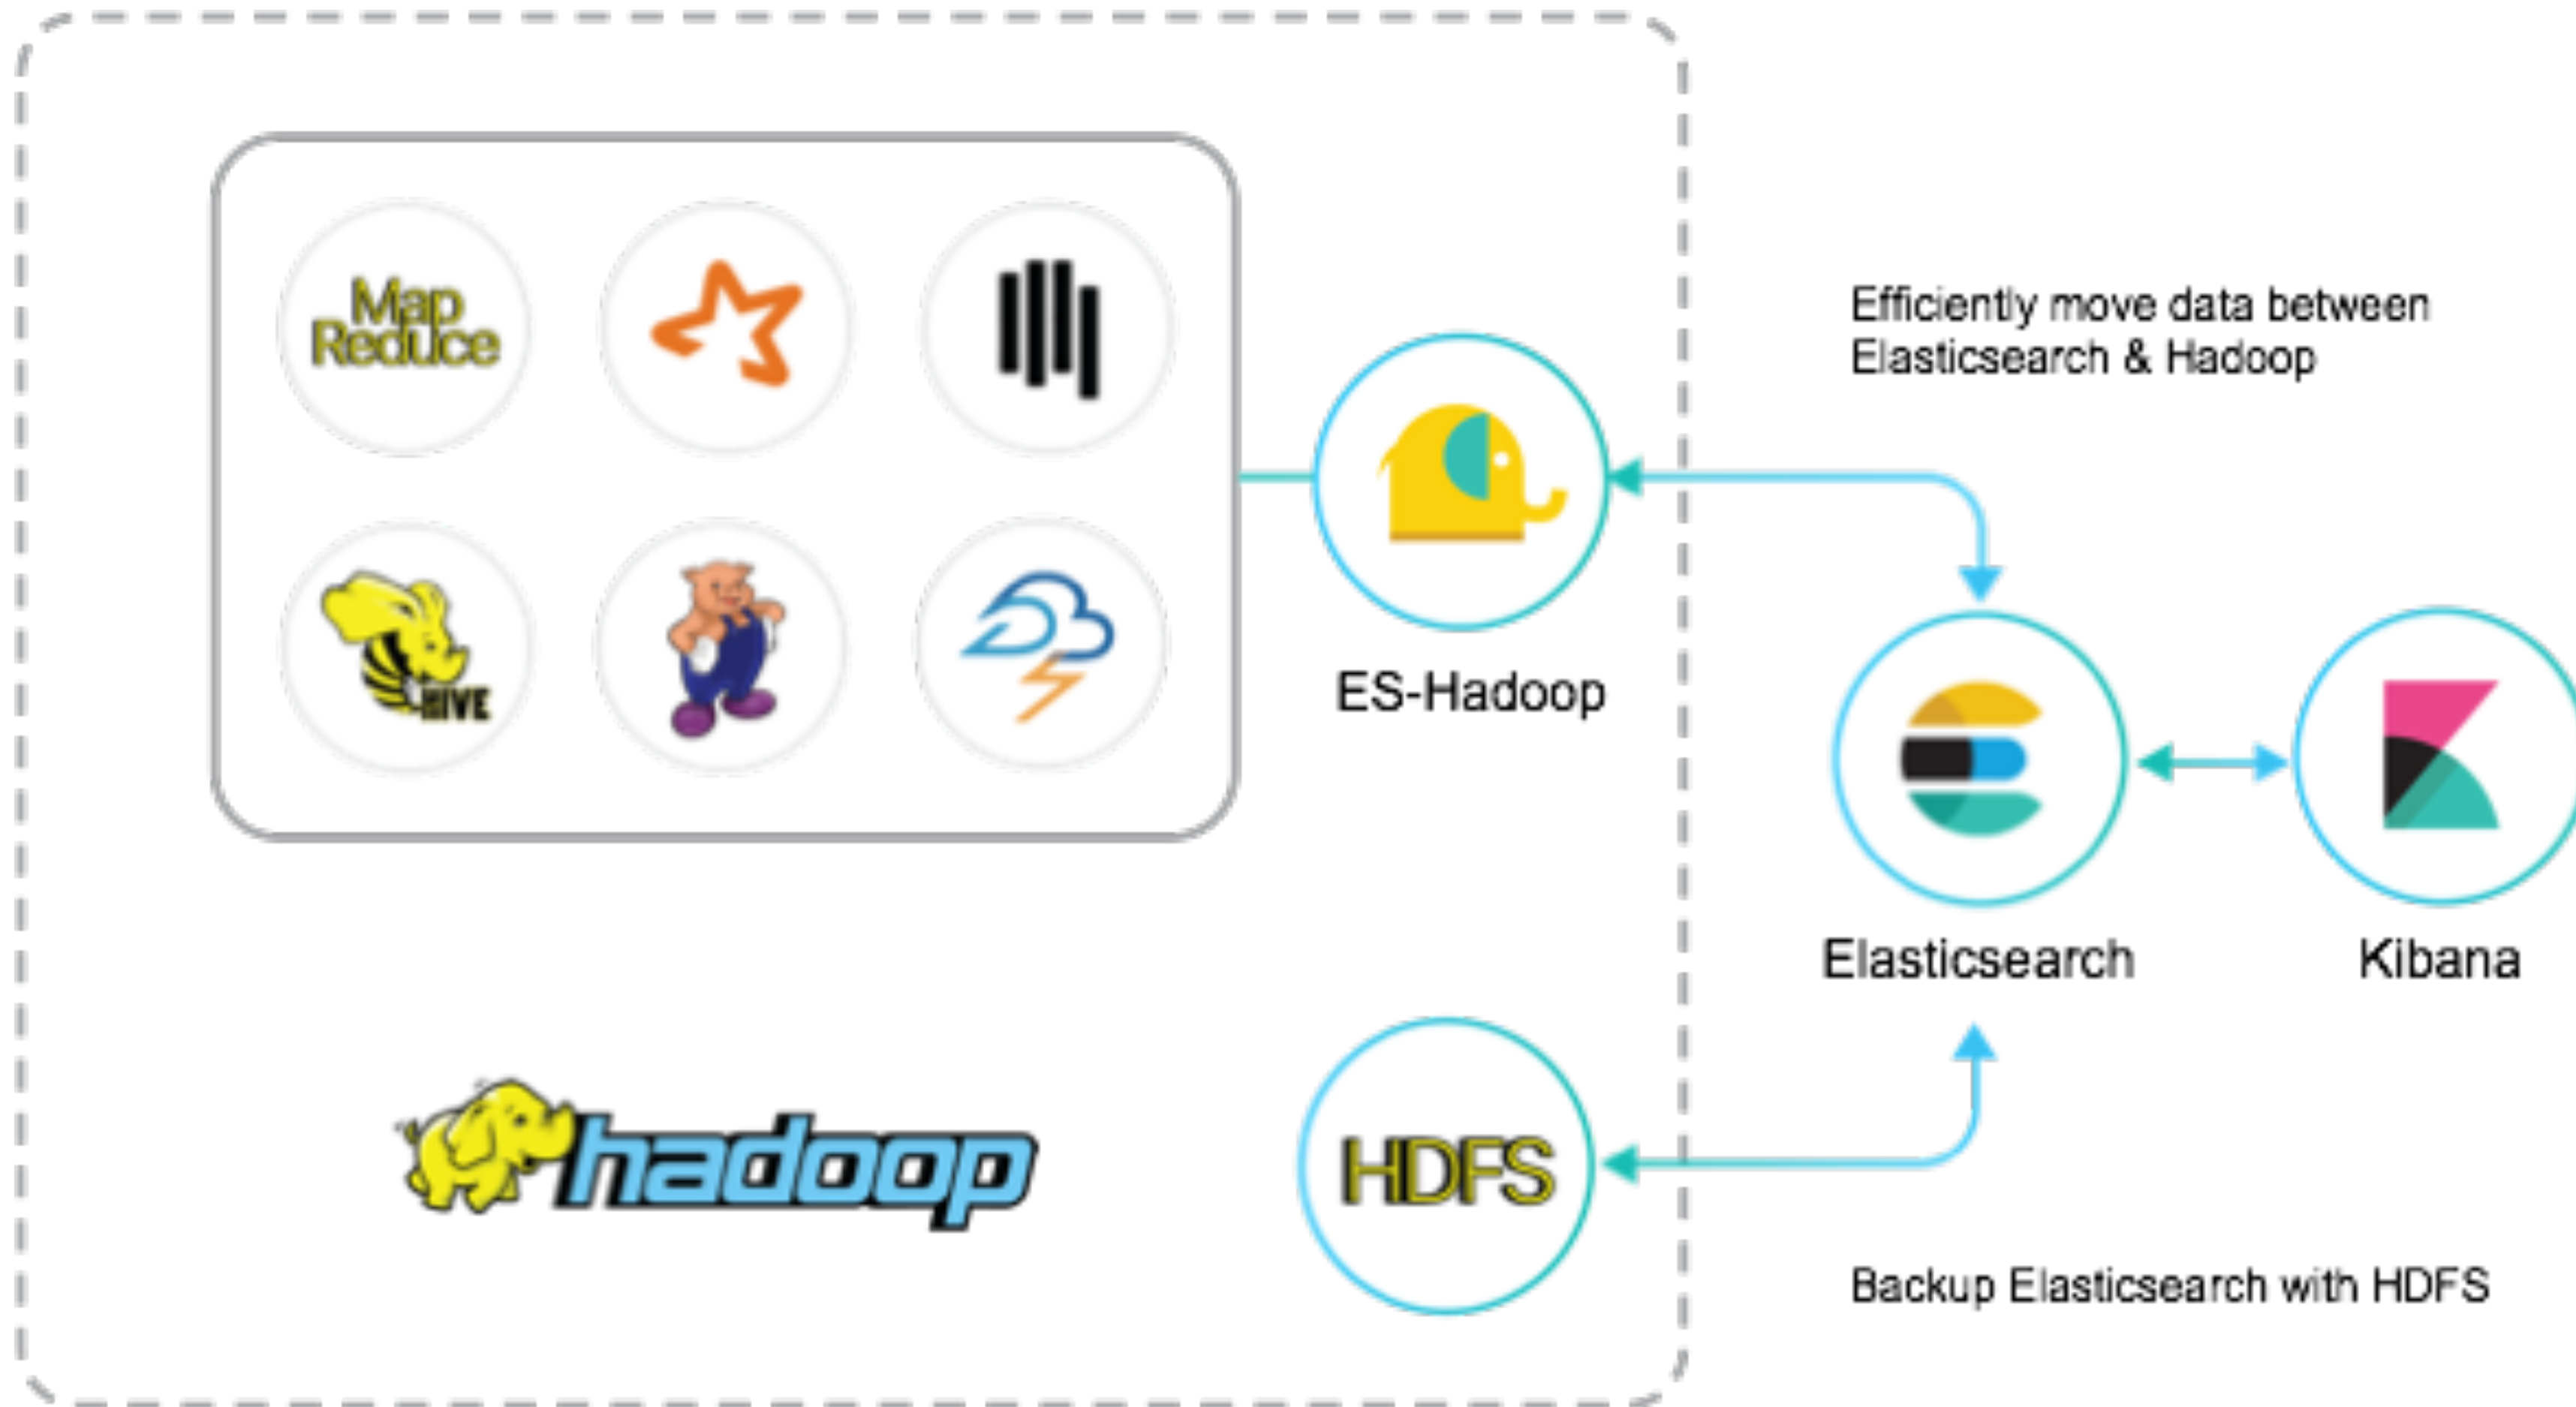 Map
Reduce
HIVE
ES-Hadoop
Efficiently move data between
Elasticsearch & Hadoop
Elasticsearch
Kibana
hadoop
HDFS
Backup Elasticsearch with HDFS